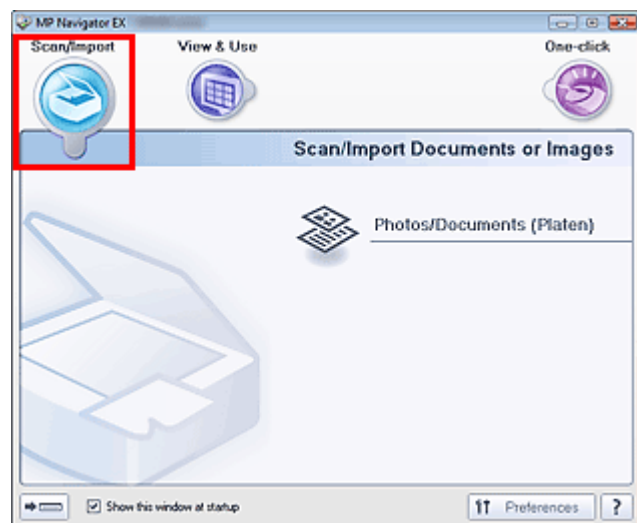 MP Navigator EX
Scan/Import
View & Use
One-click
Scan/Import Documents or Images
Photos/Documents (Platen)
Show this window at startup
Preferences
?